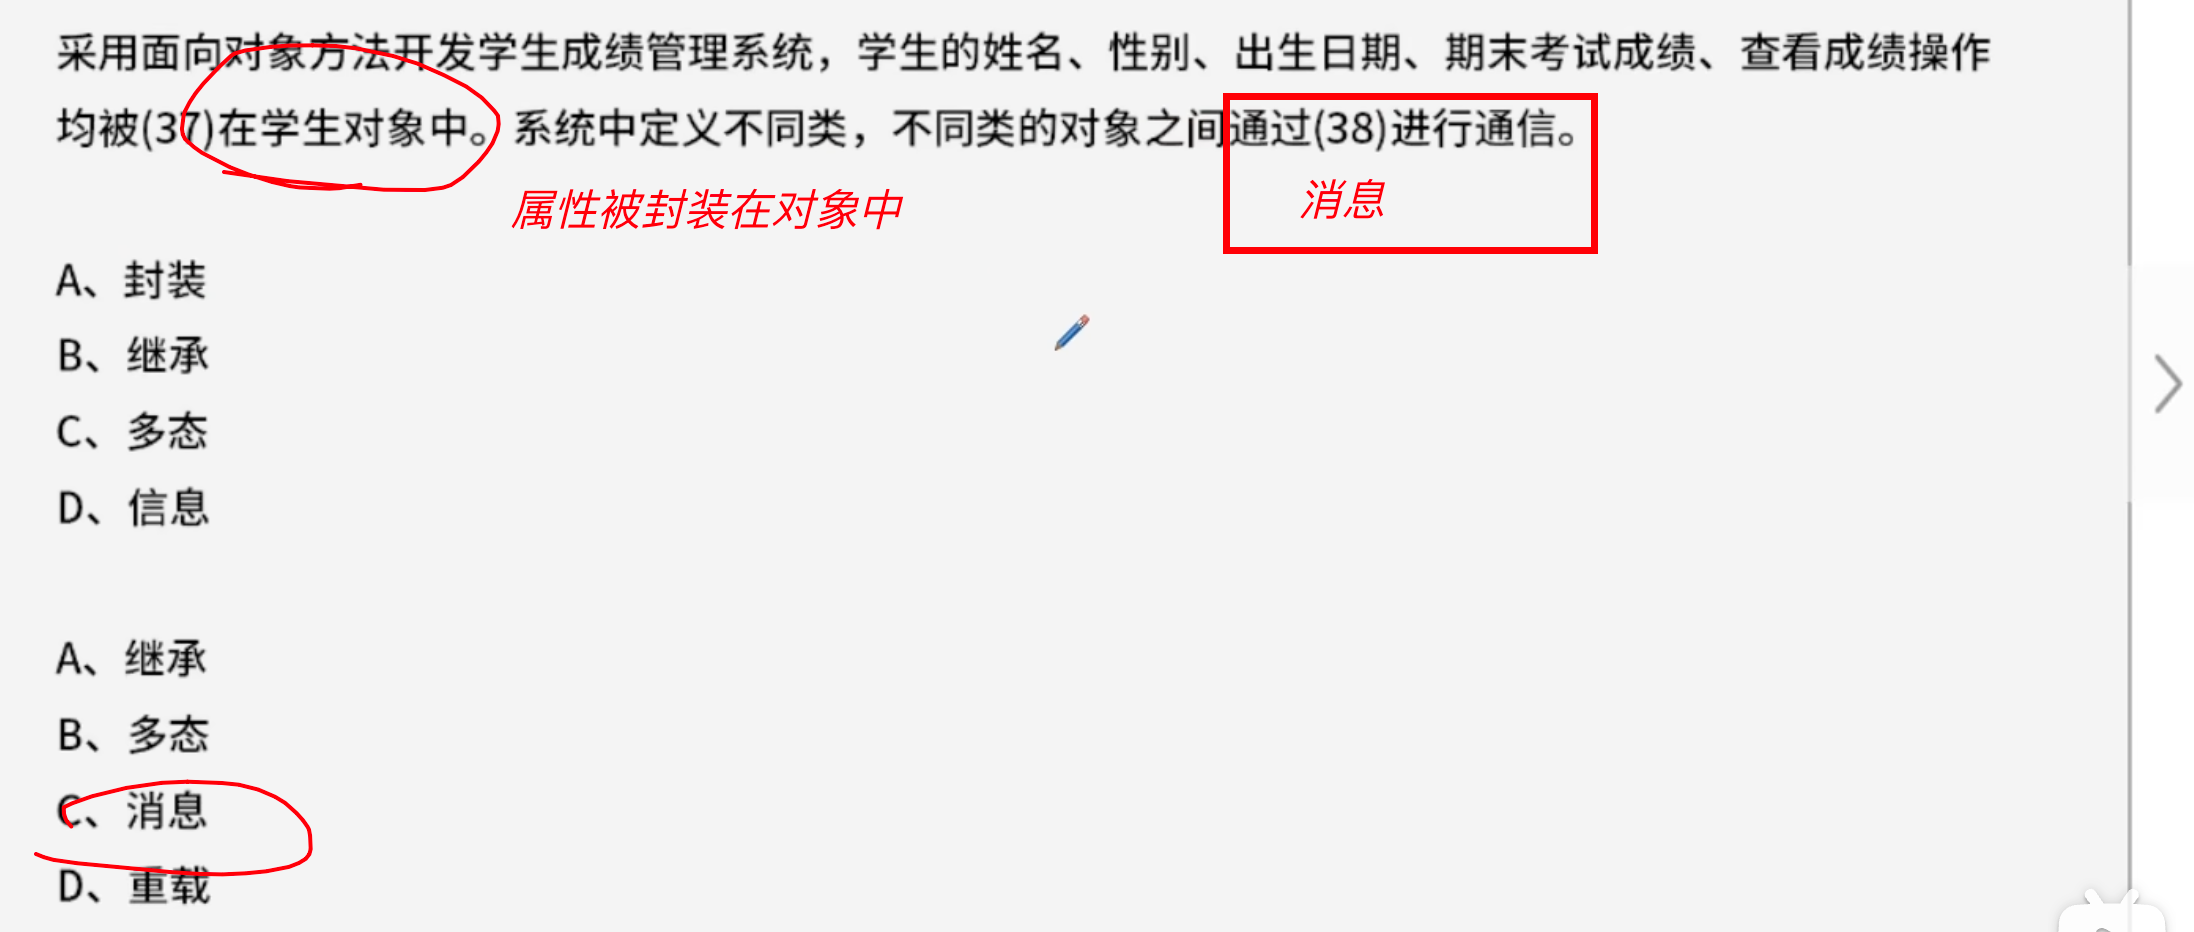 采用面向对象方法开发学生成绩管理系统，学生的姓名、性别、出生日期、期末考试成绩、查看成绩操作
均被(37)在学生对象中。系统中定义不同类，不同类的对象之间通过(38)进行通信。
属性被封装在对象中
消息
A、封装
B、继承
C、多态
D、信息
A、继承
B、多态
C、消息
D、重载